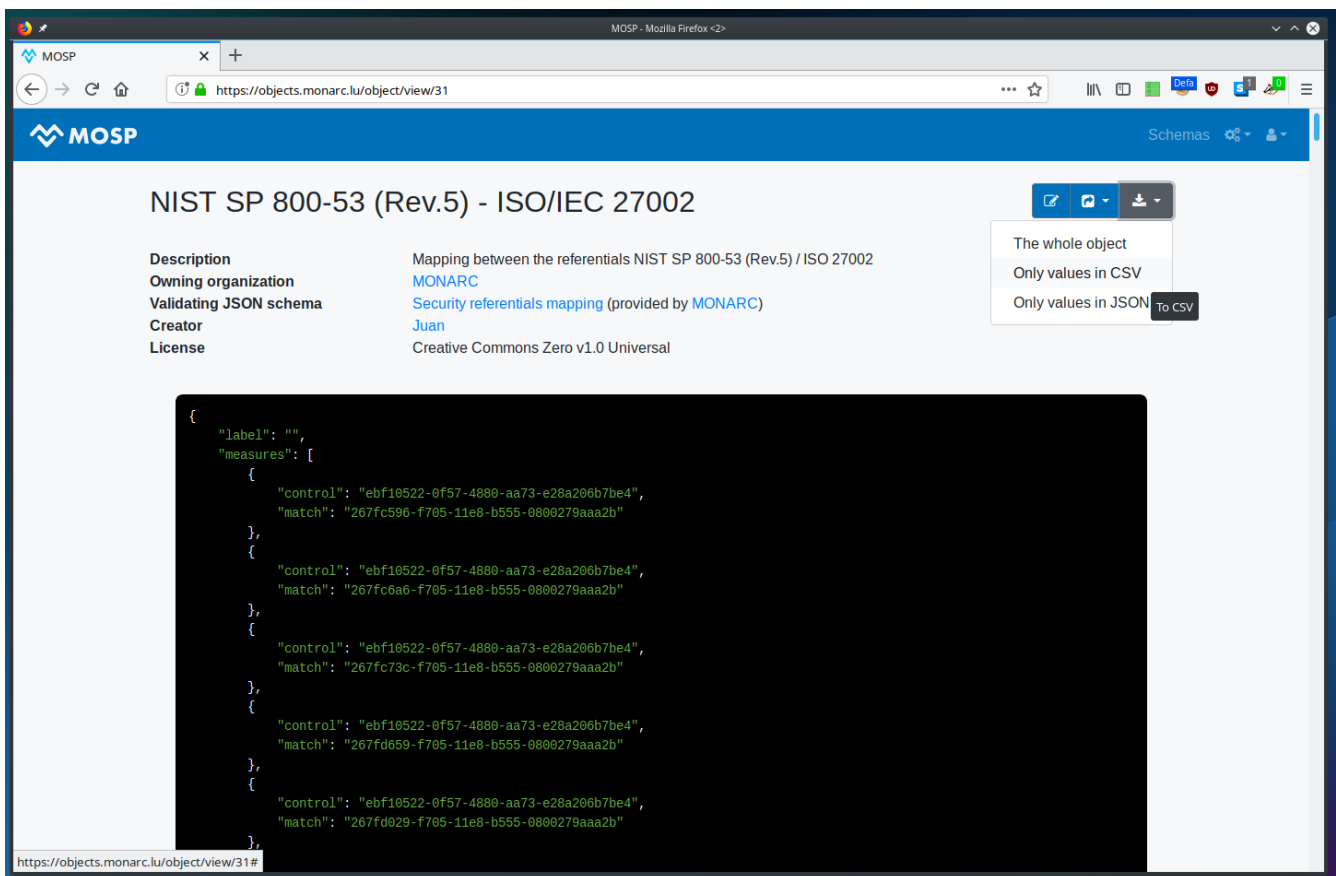 MOSP - Mozilla Firefox <2>
MOSP
https://objects.monarc.lu/object/view/31
Defa
1
0
MOSP
Schemas
NIST SP 800-53 (Rev.5) - ISO/IEC 27002
The whole object
Only values in CSV
Only values in JSON
To CSV
Description Mapping between the referentials NIST SP 800-53 (Rev.5) / ISO 27002
Owning organization MONARC
Validating JSON schema Security referentials mapping (provided by MONARC)
Creator Juan
License Creative Commons Zero v1.0 Universal
{
"label": "",
"measures": [
{
"control": "ebf10522-0f57-4880-aa73-e28a206b7be4",
"match": "267fc596-f705-11e8-b555-0800279aaa2b"
},
{
"control": "ebf10522-0f57-4880-aa73-e28a206b7be4",
"match": "267fc6a6-f705-11e8-b555-0800279aaa2b"
},
{
"control": "ebf10522-0f57-4880-aa73-e28a206b7be4",
"match": "267fc73c-f705-11e8-b555-0800279aaa2b"
},
{
"control": "ebf10522-0f57-4880-aa73-e28a206b7be4",
"match": "267fd659-f705-11e8-b555-0800279aaa2b"
},
{
"control": "ebf10522-0f57-4880-aa73-e28a206b7be4",
"match": "267fd029-f705-11e8-b555-0800279aaa2b"
},
https://objects.monarc.lu/object/view/31#